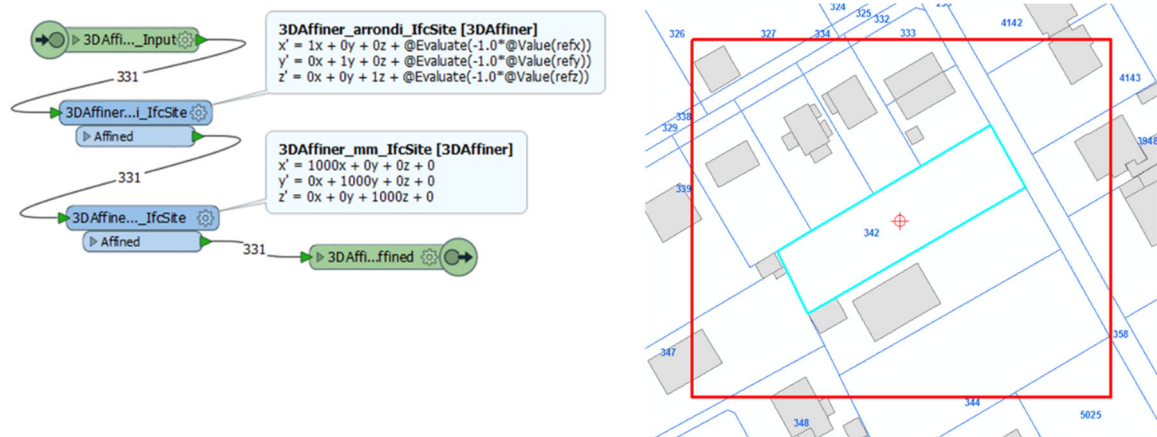 3DAffi..._Input
331
3DAffiner...i_IfcSite
Affined
331
3DAffine..._IfcSite
Affined
331
3DAffi...ffined
3DAffiner_arrondi_IfcSite [3DAffiner]
x' = 1x + 0y + 0z + @Evaluate(-1.0*@Value(refx))
y' = 0x + 1y + 0z + @Evaluate(-1.0*@Value(refy))
z' = 0x + 0y + 1z + @Evaluate(-1.0*@Value(refz))
3DAffiner_mm_IfcSite [3DAffiner]
x' = 1000x + 0y + 0z + 0
y' = 0x + 1000y + 0z + 0
z' = 0x + 0y + 1000z + 0
324
325
332
326
327
334
333
4142
4143
338
329
3948
339
342
347
358
344
348
5025